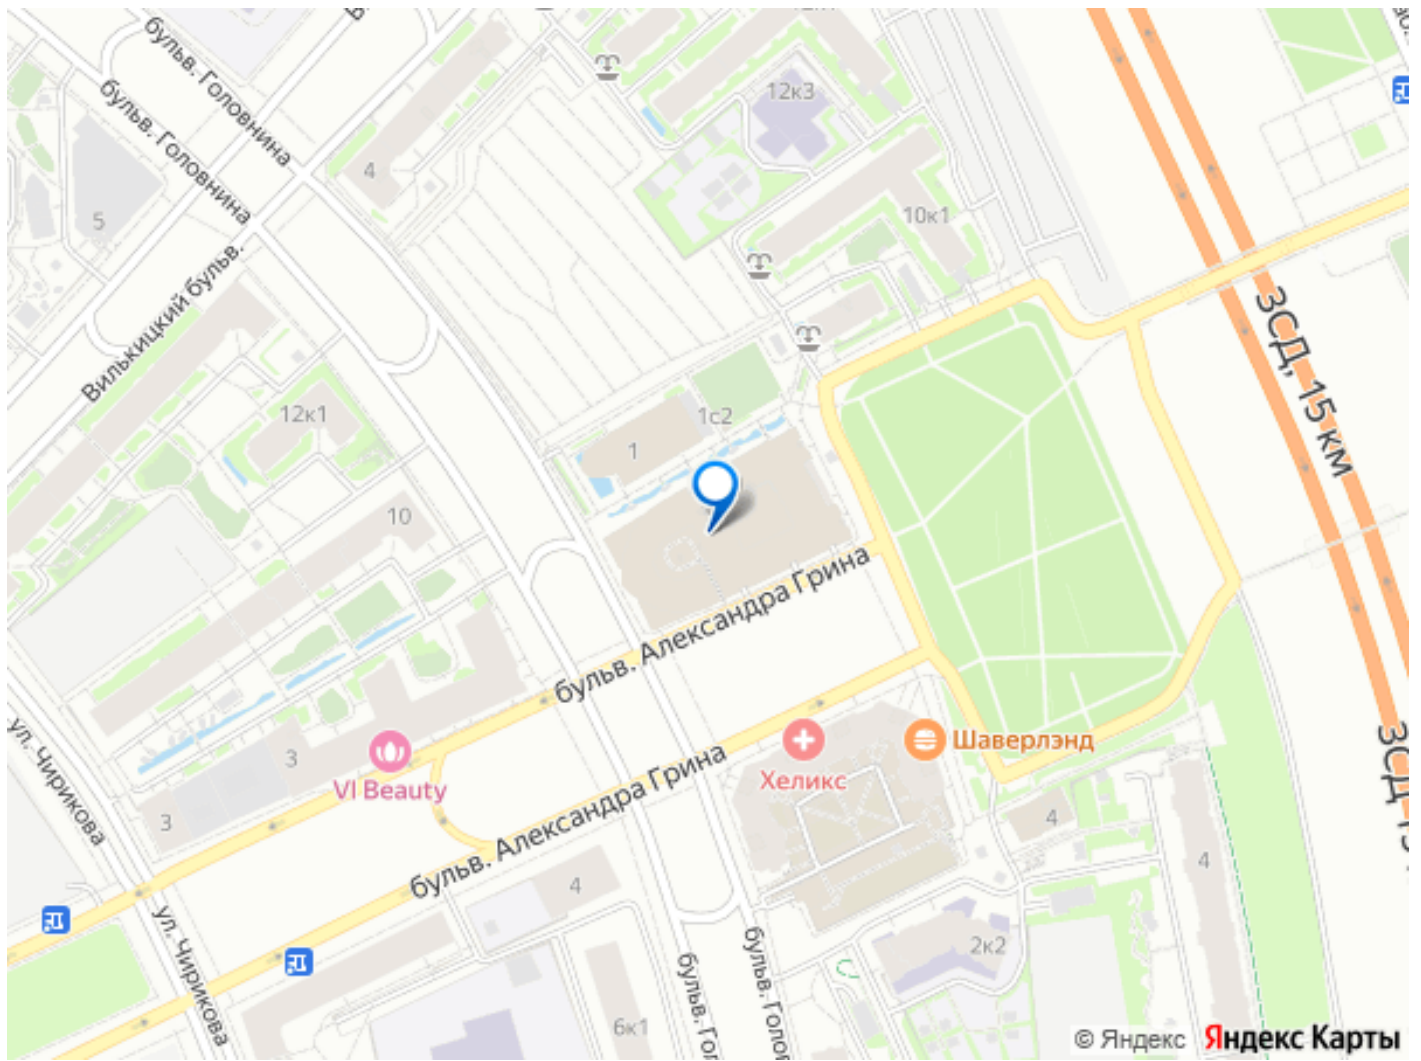 бульв. Головнина
бульв. Головнина
12к3
4
5
10к1
Вилькицкий бульв.
ЗСД, 15 км
12к1
1с2
1
10
бульв. Александра Грина
ул. Чирикова
3
VI Beauty
3
Хеликс
Шаверлэнд
бульв. Александра Грина
4
4
4
ул. Чирикова
2к2
6к1
© Яндекс Яндекс Карты